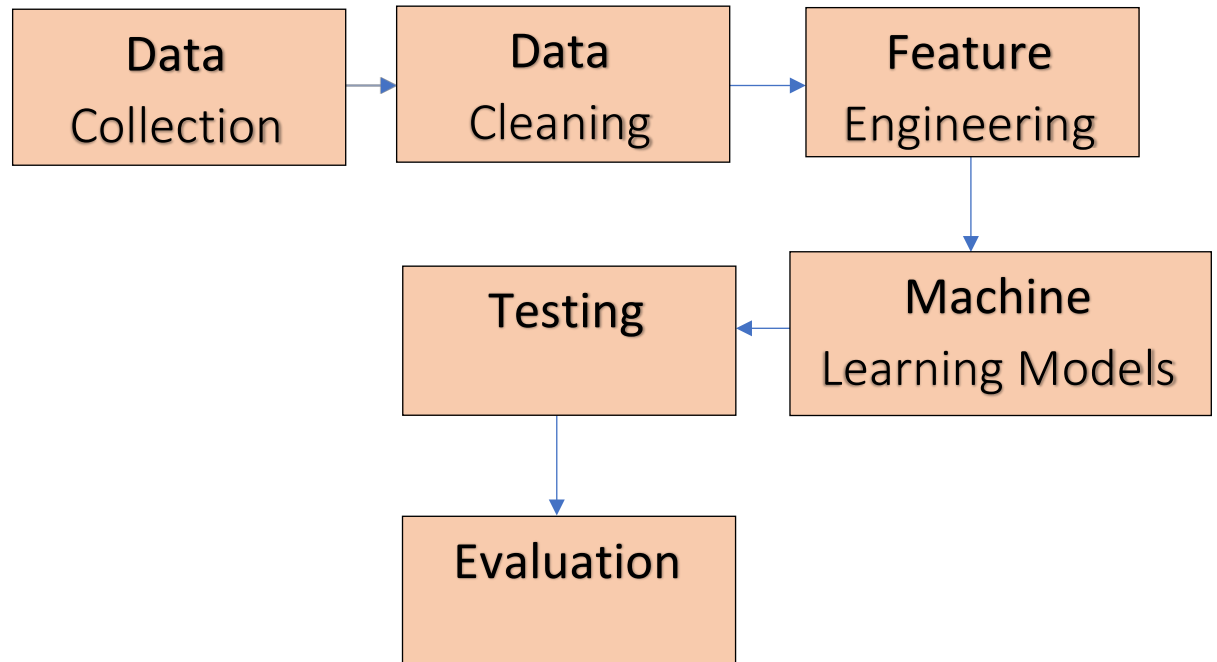 Data
Collection
Data
Cleaning
Feature
Engineering
Machine
Learning Models
Testing
Evaluation